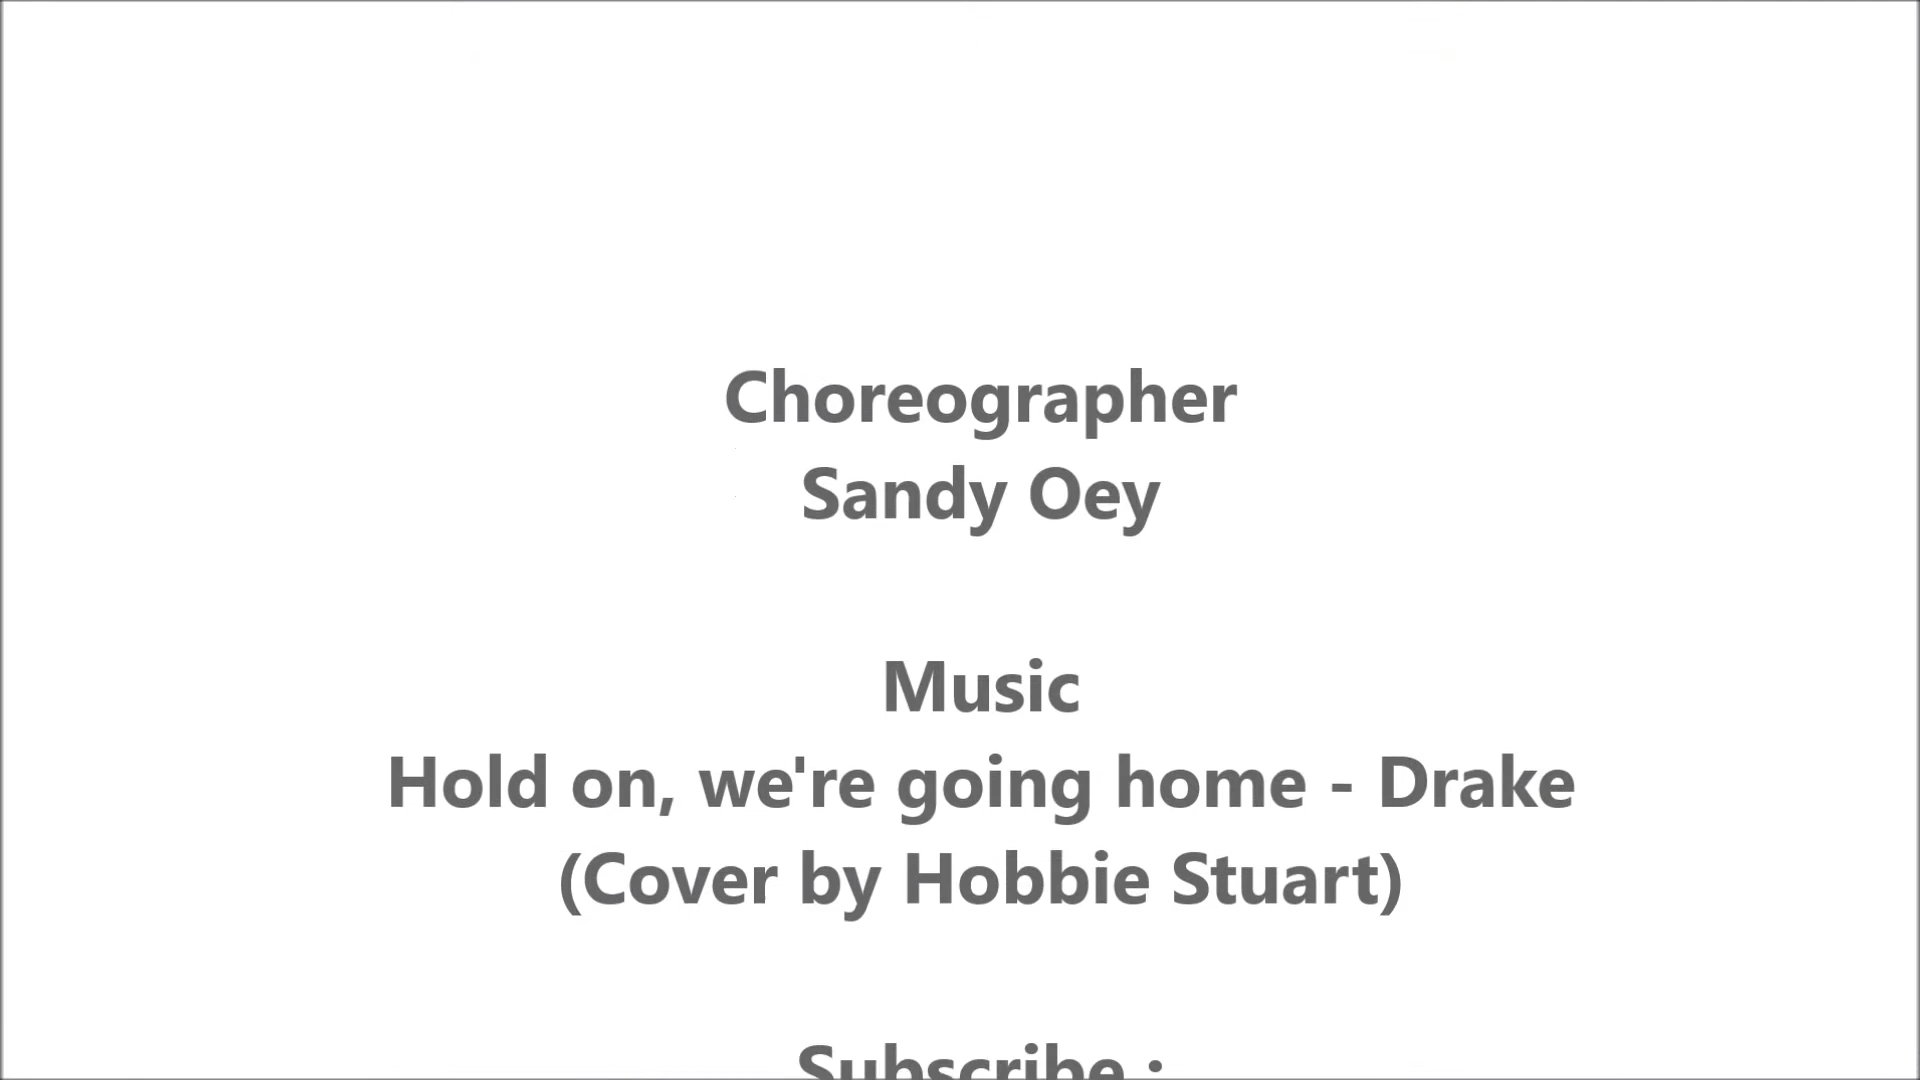 Choreographer
Sandy Oey
Music
Hold on, we're going home - Drake
(Cover by Hobbie Stuart)
Subscribe :